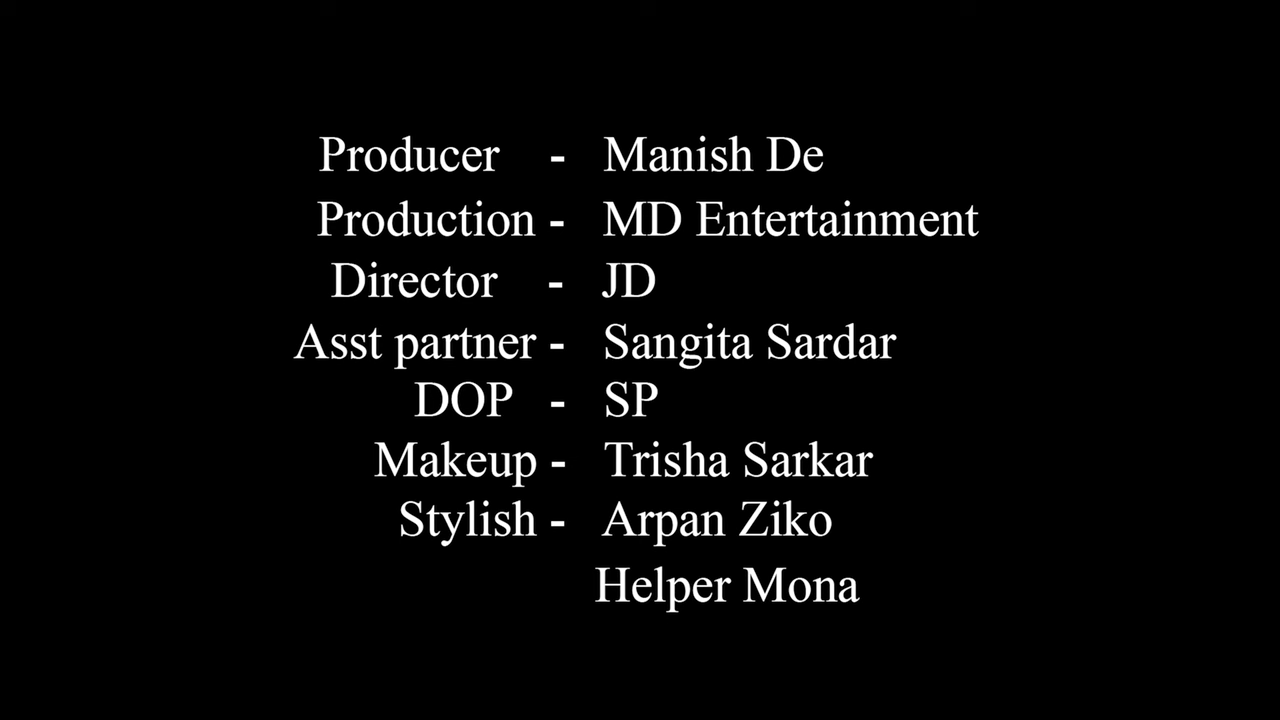 Producer - Manish De
Production - MD Entertainment
Director - JD
Asst partner - Sangita Sardar
DOP - SP
Makeup - Trisha Sarkar
Stylish - Arpan Ziko
Helper Mona